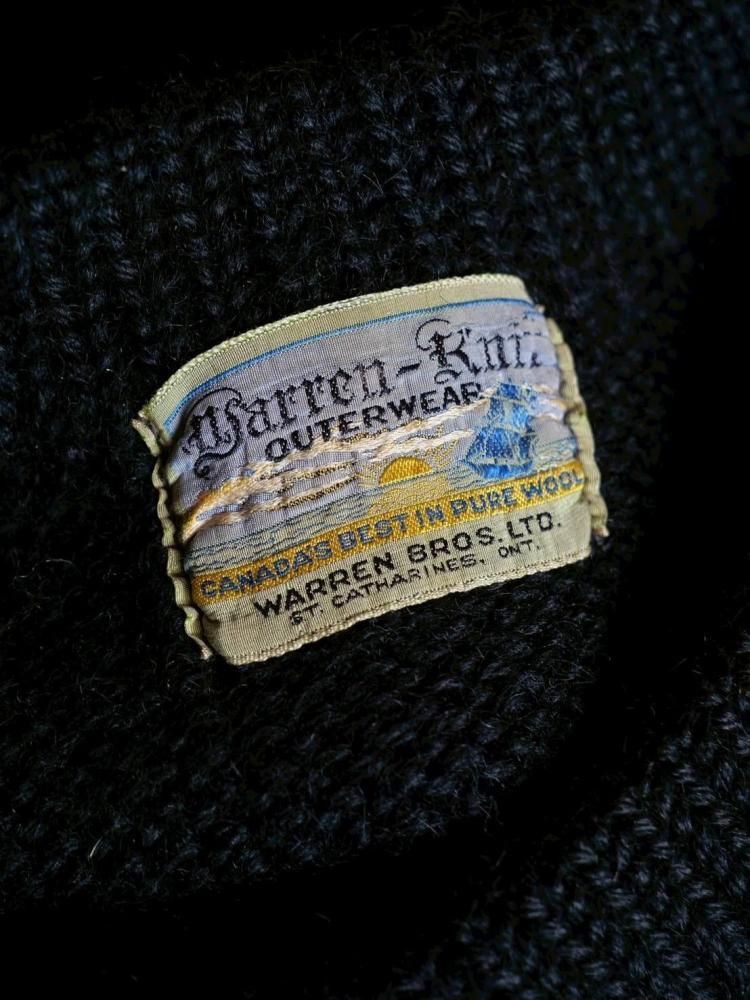 Warren-Knit
OUTERWEAR
CANADA'S BEST IN PURE WOOL
WARREN BROS. LTD.
ST. CATHARINES, ONT.